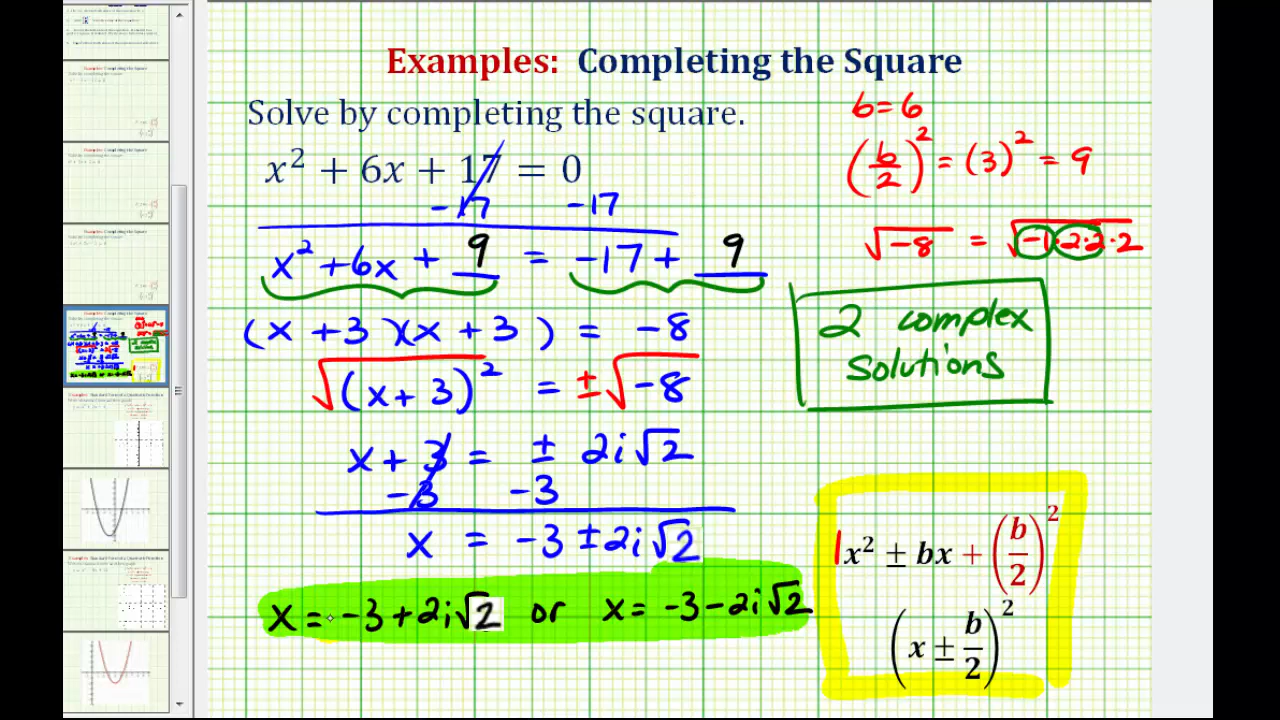 Examples: Completing the Square
Solve by completing the square.
x² + 6x + 17 = 0
-17 -17
x² + 6x + 9 = -17 + 9
(x + 3)(x + 3) = -8
√(x + 3)² = ±√-8
x + 3 = ± 2i√2
-3 -3
x = -3 ± 2i√2
x = -3 + 2i√2 or x = -3 - 2i√2
b = 6
(b/2)² = (3)² = 9
√-8 = √-1·2·2·2
2 complex
solutions
1x² ± bx + (b/2)²
(x ± b/2)²